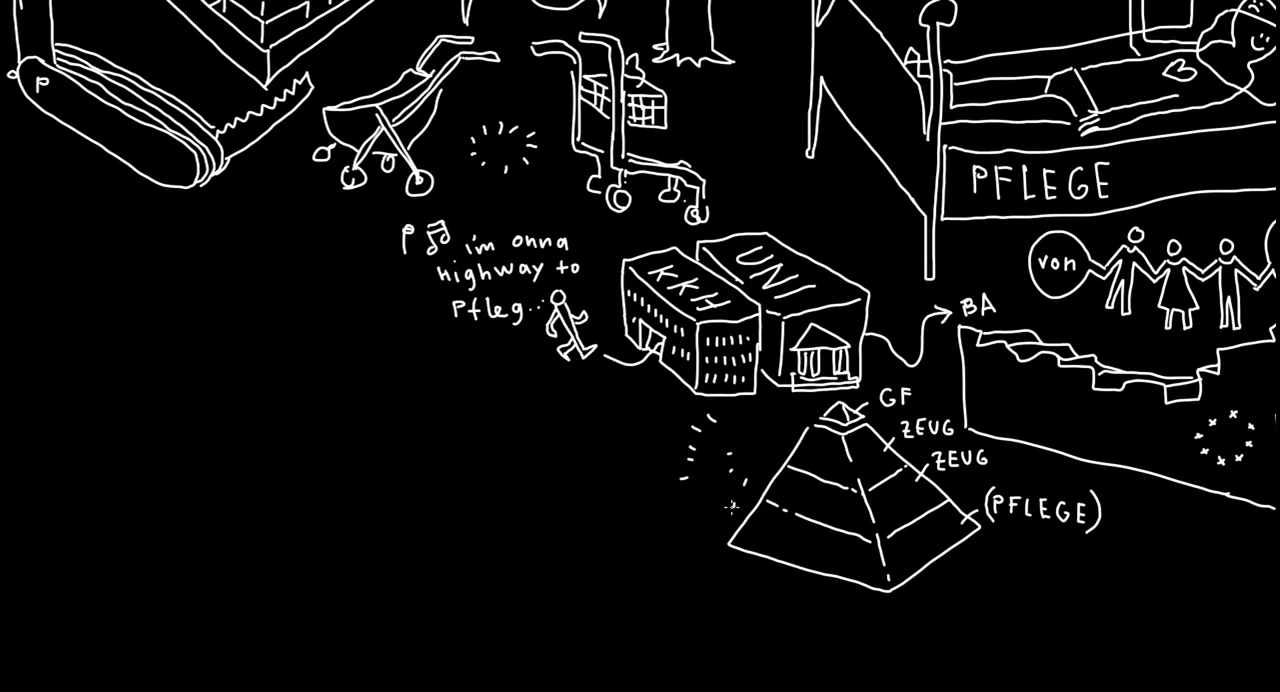 P
PFLEGE
P
i'm onna
highway to
Pfleg..
KKH
UNI
von
BA
GF
ZEUG
ZEUG
(PFLEGE)